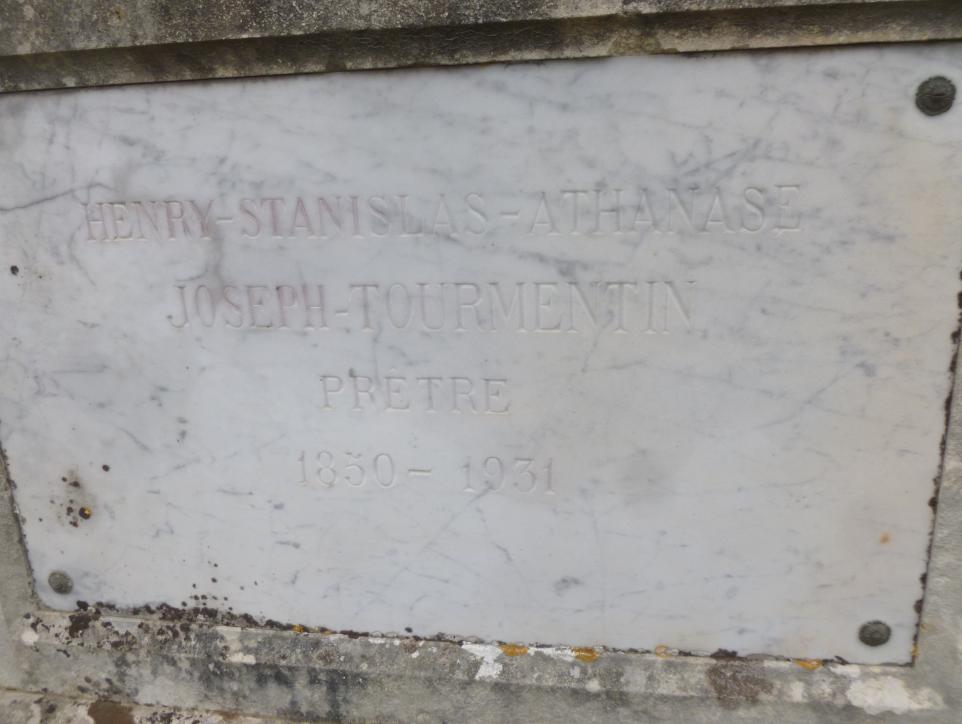 HENRY-STANISLAS-ATHANASE
JOSEPH-TOURMENTIN
PRÊTRE
1850-1931